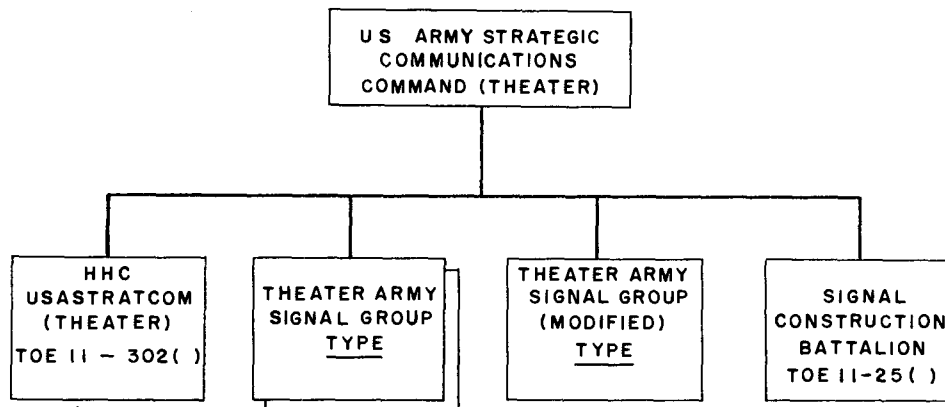 US ARMY STRATEGIC
COMMUNICATIONS
COMMAND (THEATER)
HHC
USASTRATCOM
(THEATER)
TOE 11 ~ 302( )
THEATER ARMY
SIGNAL GROUP
TYPE
THEATER ARMY
SIGNAL GROUP
(MODIFIED)
TYPE
SIGNAL
CONSTRUCTION
BATTALION
TOE 11-25( )